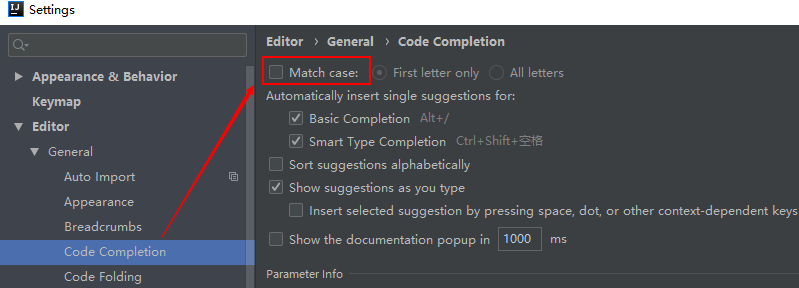 IJ Settings
Editor › General › Code Completion
Appearance & Behavior
Keymap
Editor
General
Auto Import
Appearance
Breadcrumbs
Code Completion
Code Folding
Match case: First letter only All letters
Automatically insert single suggestions for:
Basic Completion Alt+/
Smart Type Completion Ctrl+Shift+空格
Sort suggestions alphabetically
Show suggestions as you type
Insert selected suggestion by pressing space, dot, or other context-dependent keys
Show the documentation popup in 1000 ms
Parameter Info